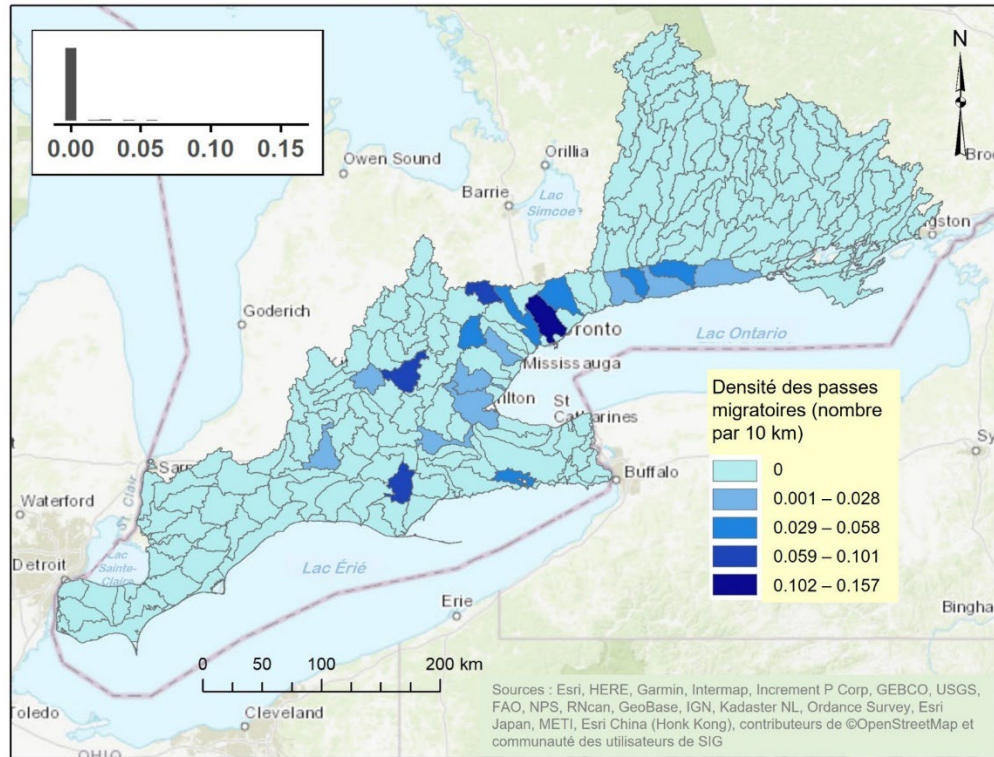 0.00 0.05 0.10 0.15
N
Owen Sound
Orillia
Barrie
Lac
Simcoe
Goderich
Lac Ontario
Mississauga
St
Catharines
Buffalo
Waterford
St. Clair
Detroit
Lac
Sainte-
Claire
Lac Érié
Erie
Toledo
Cleveland
OHIO
Densité des passes
migratoires (nombre
par 10 km)
0
0.001 – 0.028
0.029 – 0.058
0.059 – 0.101
0.102 – 0.157
0 50 100 200 km
Sources : Esri, HERE, Garmin, Intermap, Increment P Corp, GEBCO, USGS,
FAO, NPS, RNcan, GeoBase, IGN, Kadaster NL, Ordance Survey, Esri
Japan, METI, Esri China (Honk Kong), contributeurs de ©OpenStreetMap et
communauté des utilisateurs de SIG